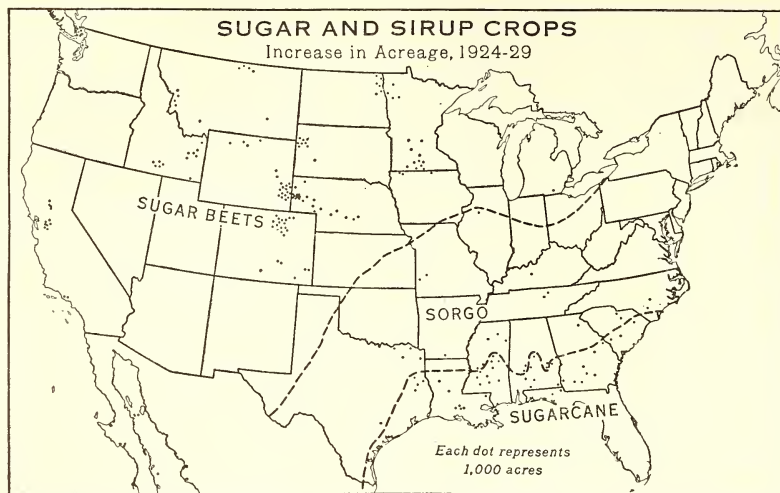 SUGAR AND SIRUP CROPS
Increase in Acreage, 1924-29
SUGAR BEETS
SORGO
SUGARCANE
Each dot represents
1,000 acres